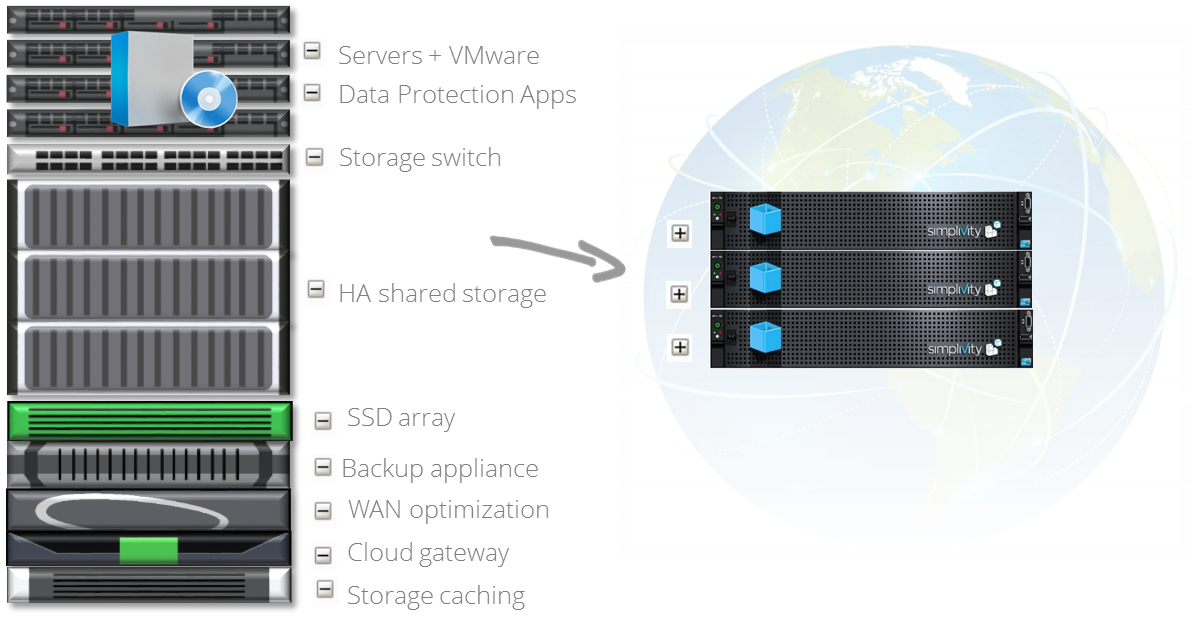 Servers + VMware
Data Protection Apps
Storage switch
HA shared storage
SSD array
Backup appliance
WAN optimization
Cloud gateway
Storage caching
simplivity
simplivity
simplivity